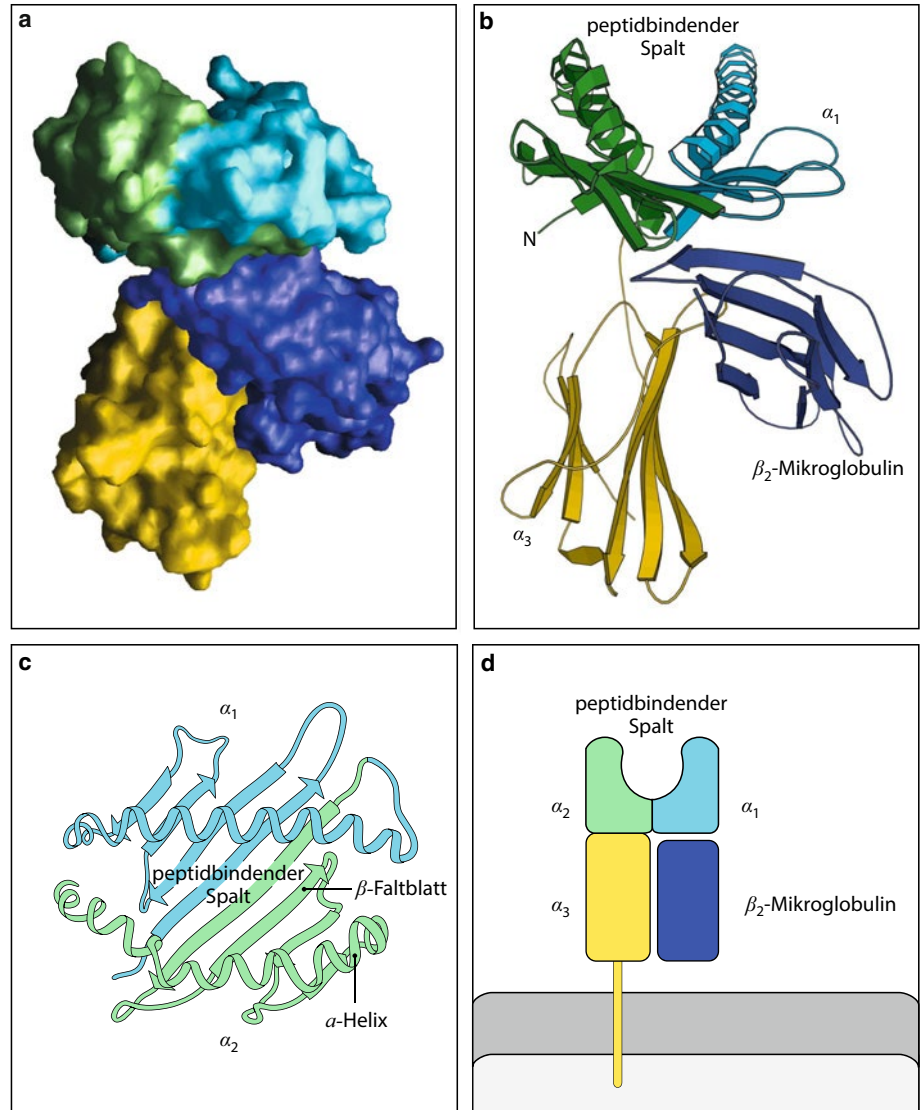 a
b
peptidbindender
Spalt
α1
N
β2-Mikroglobulin
α3
c
α1
peptidbindender
Spalt
β-Faltblatt
a-Helix
α2
d
peptidbindender
Spalt
α2
α1
α3
β2-Mikroglobulin